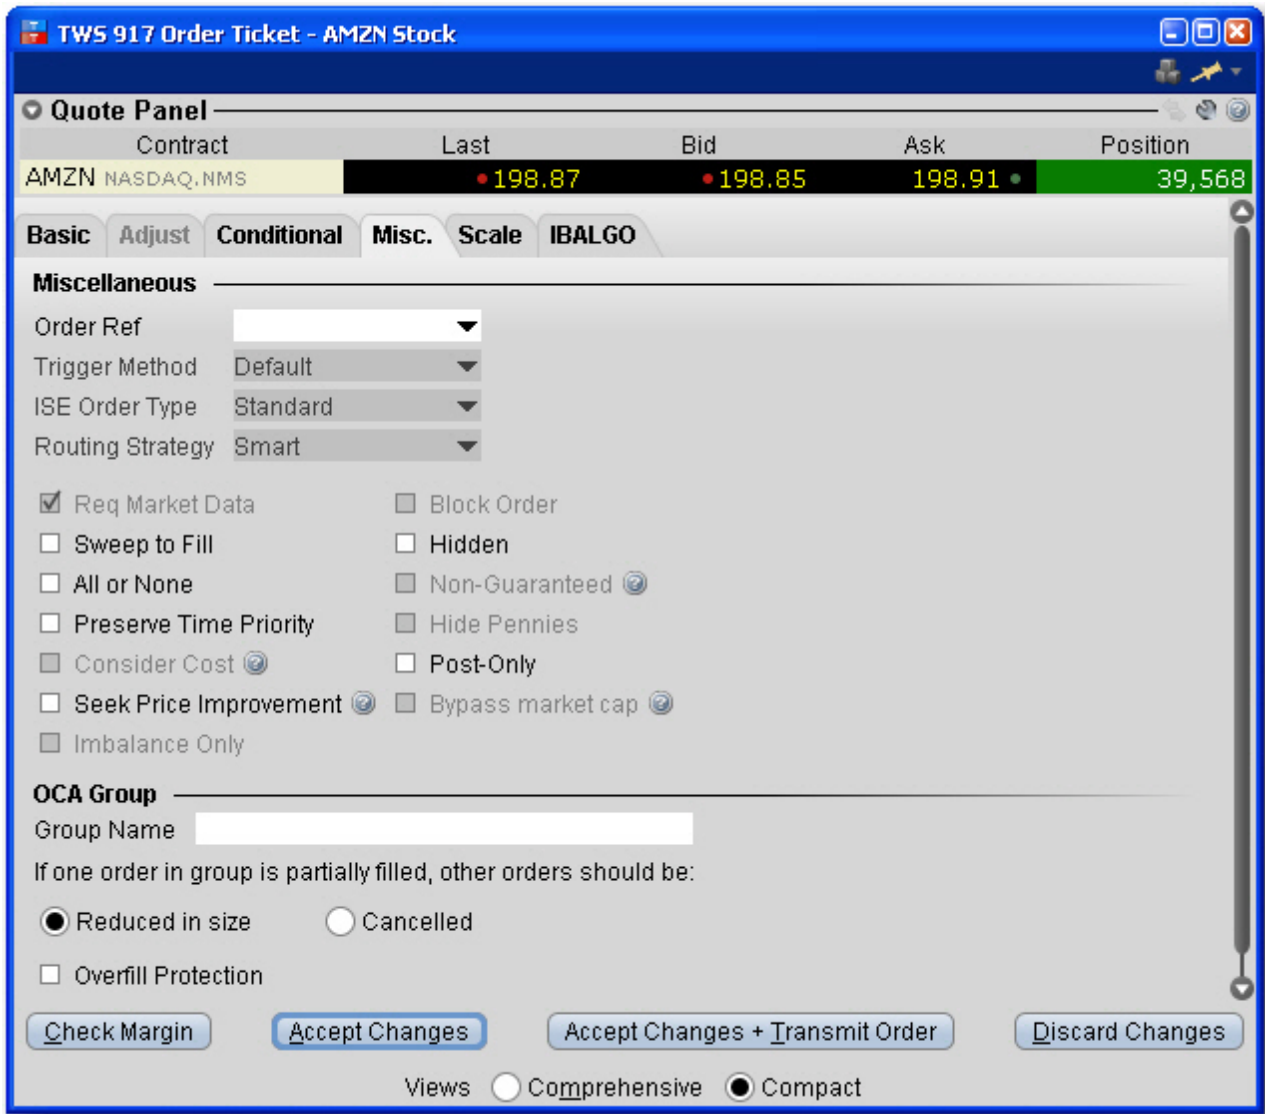 TWS 917 Order Ticket - AMZN Stock
Quote Panel
Contract Last Bid Ask Position
AMZN NASDAQ.NMS 198.87 198.85 198.91 39,568
Basic Adjust Conditional Misc. Scale IBALGO
Miscellaneous
Order Ref
Trigger Method Default
ISE Order Type Standard
Routing Strategy Smart
Req Market Data Block Order
Sweep to Fill Hidden
All or None Non-Guaranteed ?
Preserve Time Priority Hide Pennies
Consider Cost ? Post-Only
Seek Price Improvement ? Bypass market cap ?
Imbalance Only
OCA Group
Group Name
If one order in group is partially filled, other orders should be:
Reduced in size Cancelled
Overfill Protection
Check Margin Accept Changes Accept Changes + Transmit Order Discard Changes
Views Comprehensive Compact